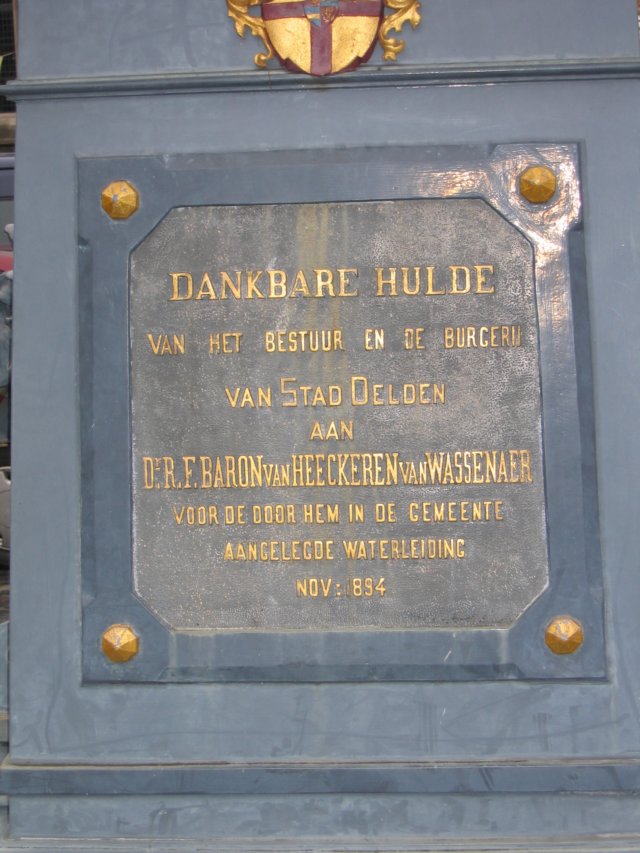 DANKBARE HULDE
VAN HET BESTUUR EN DE BURGERIJ
VAN STAD DELDEN
AAN
Dr. R.F. BARON VAN HEECKEREN VAN WASSENAER
VOOR DE DOOR HEM IN DE GEMEENTE
AANGELEGDE WATERLEIDING
NOV: 1894